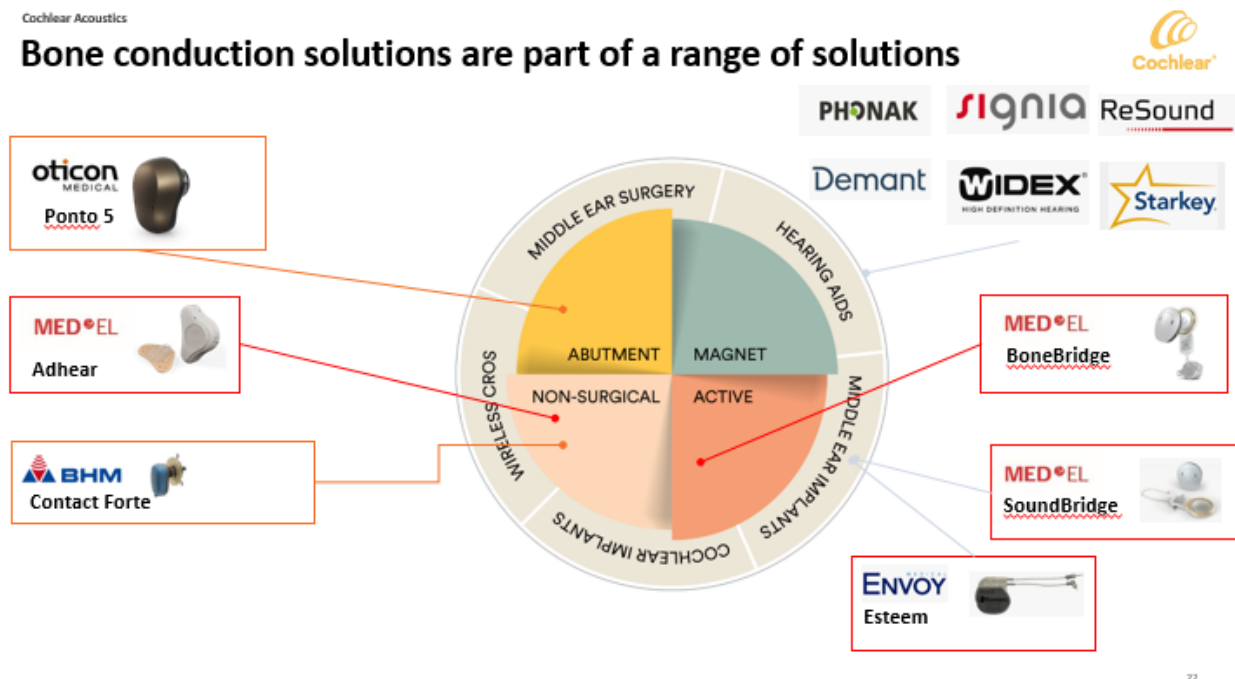 Cochlear Acoustics
Bone conduction solutions are part of a range of solutions
Cochlear®
PHONAK
signia
ReSound
Demant
WIDEX®
HIGH DEFINITION HEARING
Starkey
oticon
MEDICAL
Ponto 5
MED-EL
Adhear
BHM
Contact Forte
MIDDLE EAR SURGERY
HEARING AIDS
MIDDLE EAR IMPLANTS
COCHLEAR IMPLANTS
WIRELESS CROS
ABUTMENT
MAGNET
NON-SURGICAL
ACTIVE
MED-EL
BoneBridge
MED-EL
SoundBridge
MEDICAL
ENVOY
Esteem
22